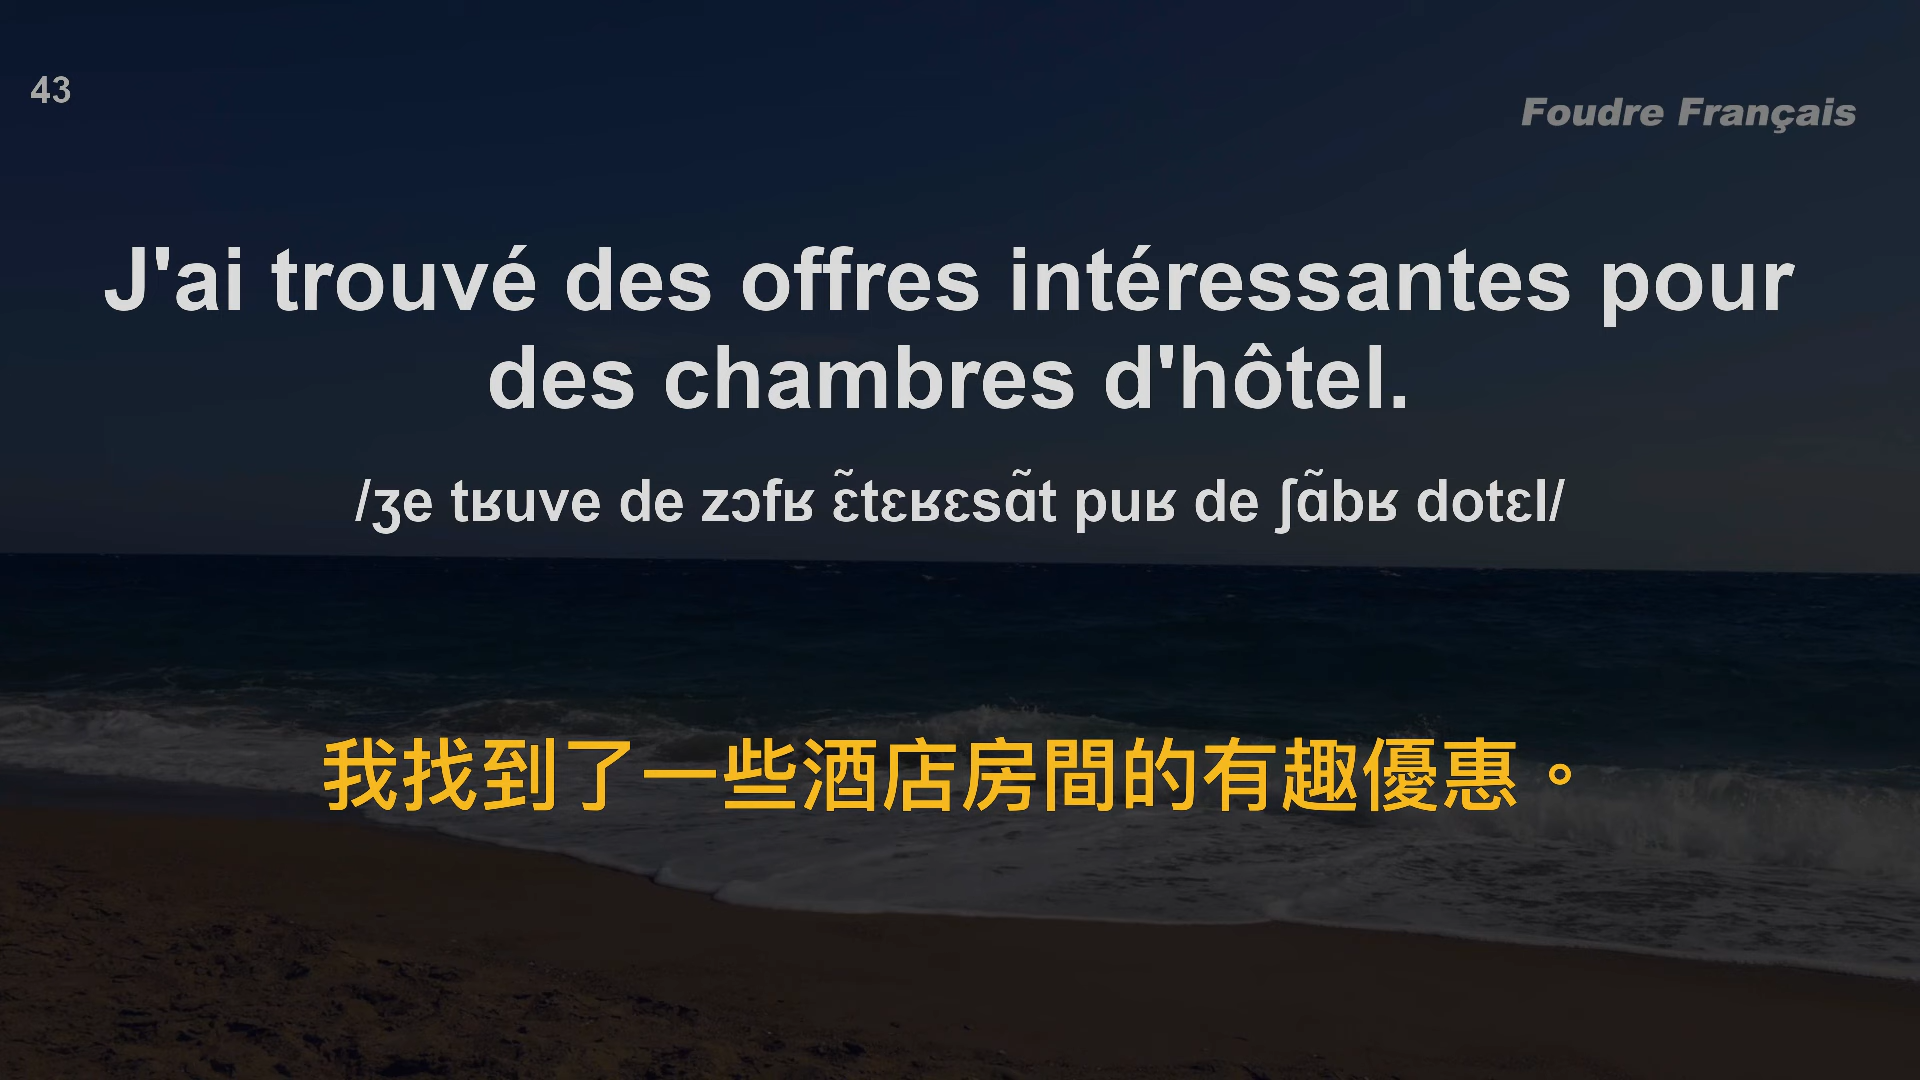 43
Foudre Français
J'ai trouvé des offres intéressantes pour
des chambres d'hôtel.
/ʒe tʁuve de zɔfʁ ɛ̃tɛʁɛsɑ̃t puʁ de ʃɑ̃bʁ dotɛl/
我找到了一些酒店房間的有趣優惠。